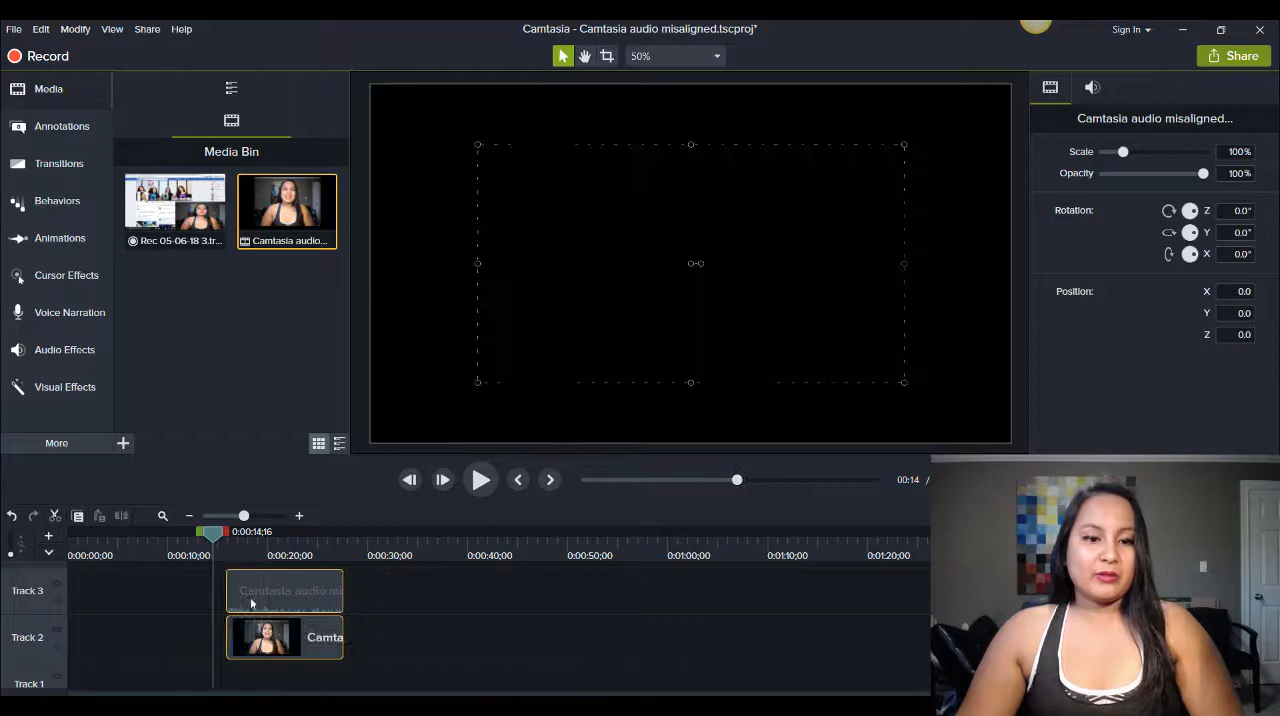 File Edit Modify View Share Help
Camtasia - Camtasia audio misaligned.tscproj*
Sign In
Record
50%
Share
Media
Annotations
Transitions
Behaviors
Animations
Cursor Effects
Voice Narration
Audio Effects
Visual Effects
More
Media Bin
Rec 05-06-18 3.tr...
Camtasia audio...
Camtasia audio misaligned...
Scale 100%
Opacity 100%
Rotation: Z 0.0°
Y 0.0°
X 0.0°
Position: X 0.0
Y 0.0
Z 0.0
00:14 /
0:00:14;16
0:00:00;00 0:00:10;00 0:00:20;00 0:00:30;00 0:00:40;00 0:00:50;00 0:01:00;00 0:01:10;00 0:01:20;00
Track 3
Camtasia audio mi
Track 2
Camta
Track 1